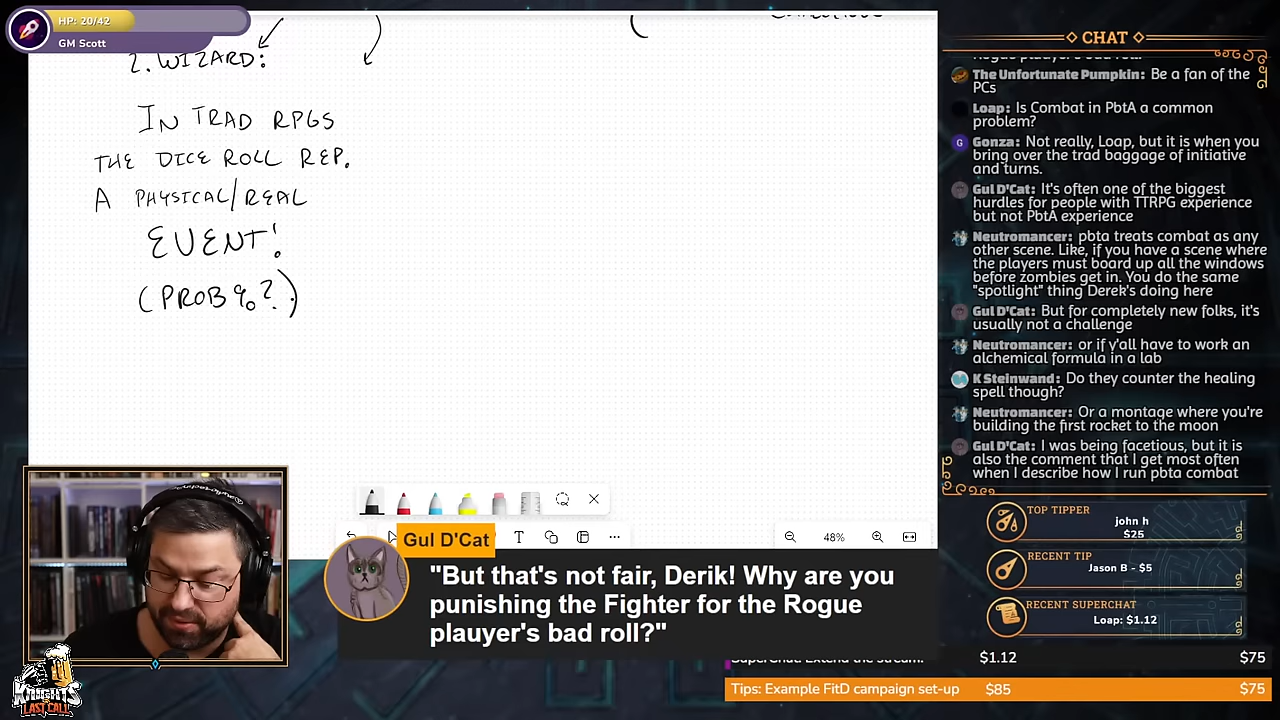 HP: 20/42
GM Scott
2. WIZARD:
IN TRAD RPGS
THE DICE ROLL REP.
A PHYSICAL/REAL
EVENT!
(PROB %?)
48%
Gul D'Cat
"But that's not fair, Derik! Why are you
punishing the Fighter for the Rogue
plauyer's bad roll?"
KNIGHTS
LAST CALL
CHAT
The Unfortunate Pumpkin: Be a fan of the
PCs
Loap: Is Combat in PbtA a common
problem?
G Gonza: Not really, Loap, but it is when you
bring over the trad baggage of initiative
and turns.
Gul D'Cat: It's often one of the biggest
hurdles for people with TTRPG experience
but not PbtA experience
Neutromancer: pbta treats combat as any
other scene. Like, if you have a scene where
the players must board up all the windows
before zombies get in. You do the same
"spotlight" thing Derek's doing here
Gul D'Cat: But for completely new folks, it's
usually not a challenge
Neutromancer: or if y'all have to work an
alchemical formula in a lab
K Steinwand: Do they counter the healing
spell though?
Neutromancer: Or a montage where you're
building the first rocket to the moon
Gul D'Cat: I was being facetious, but it is
also the comment that I get most often
when I describe how I run pbta combat
TOP TIPPER
john h
$25
RECENT TIP
Jason B - $5
RECENT SUPERCHAT
Loap: $1.12
SuperChat: Extend the stream! $1.12 $75
Tips: Example FitD campaign set-up $85 $75